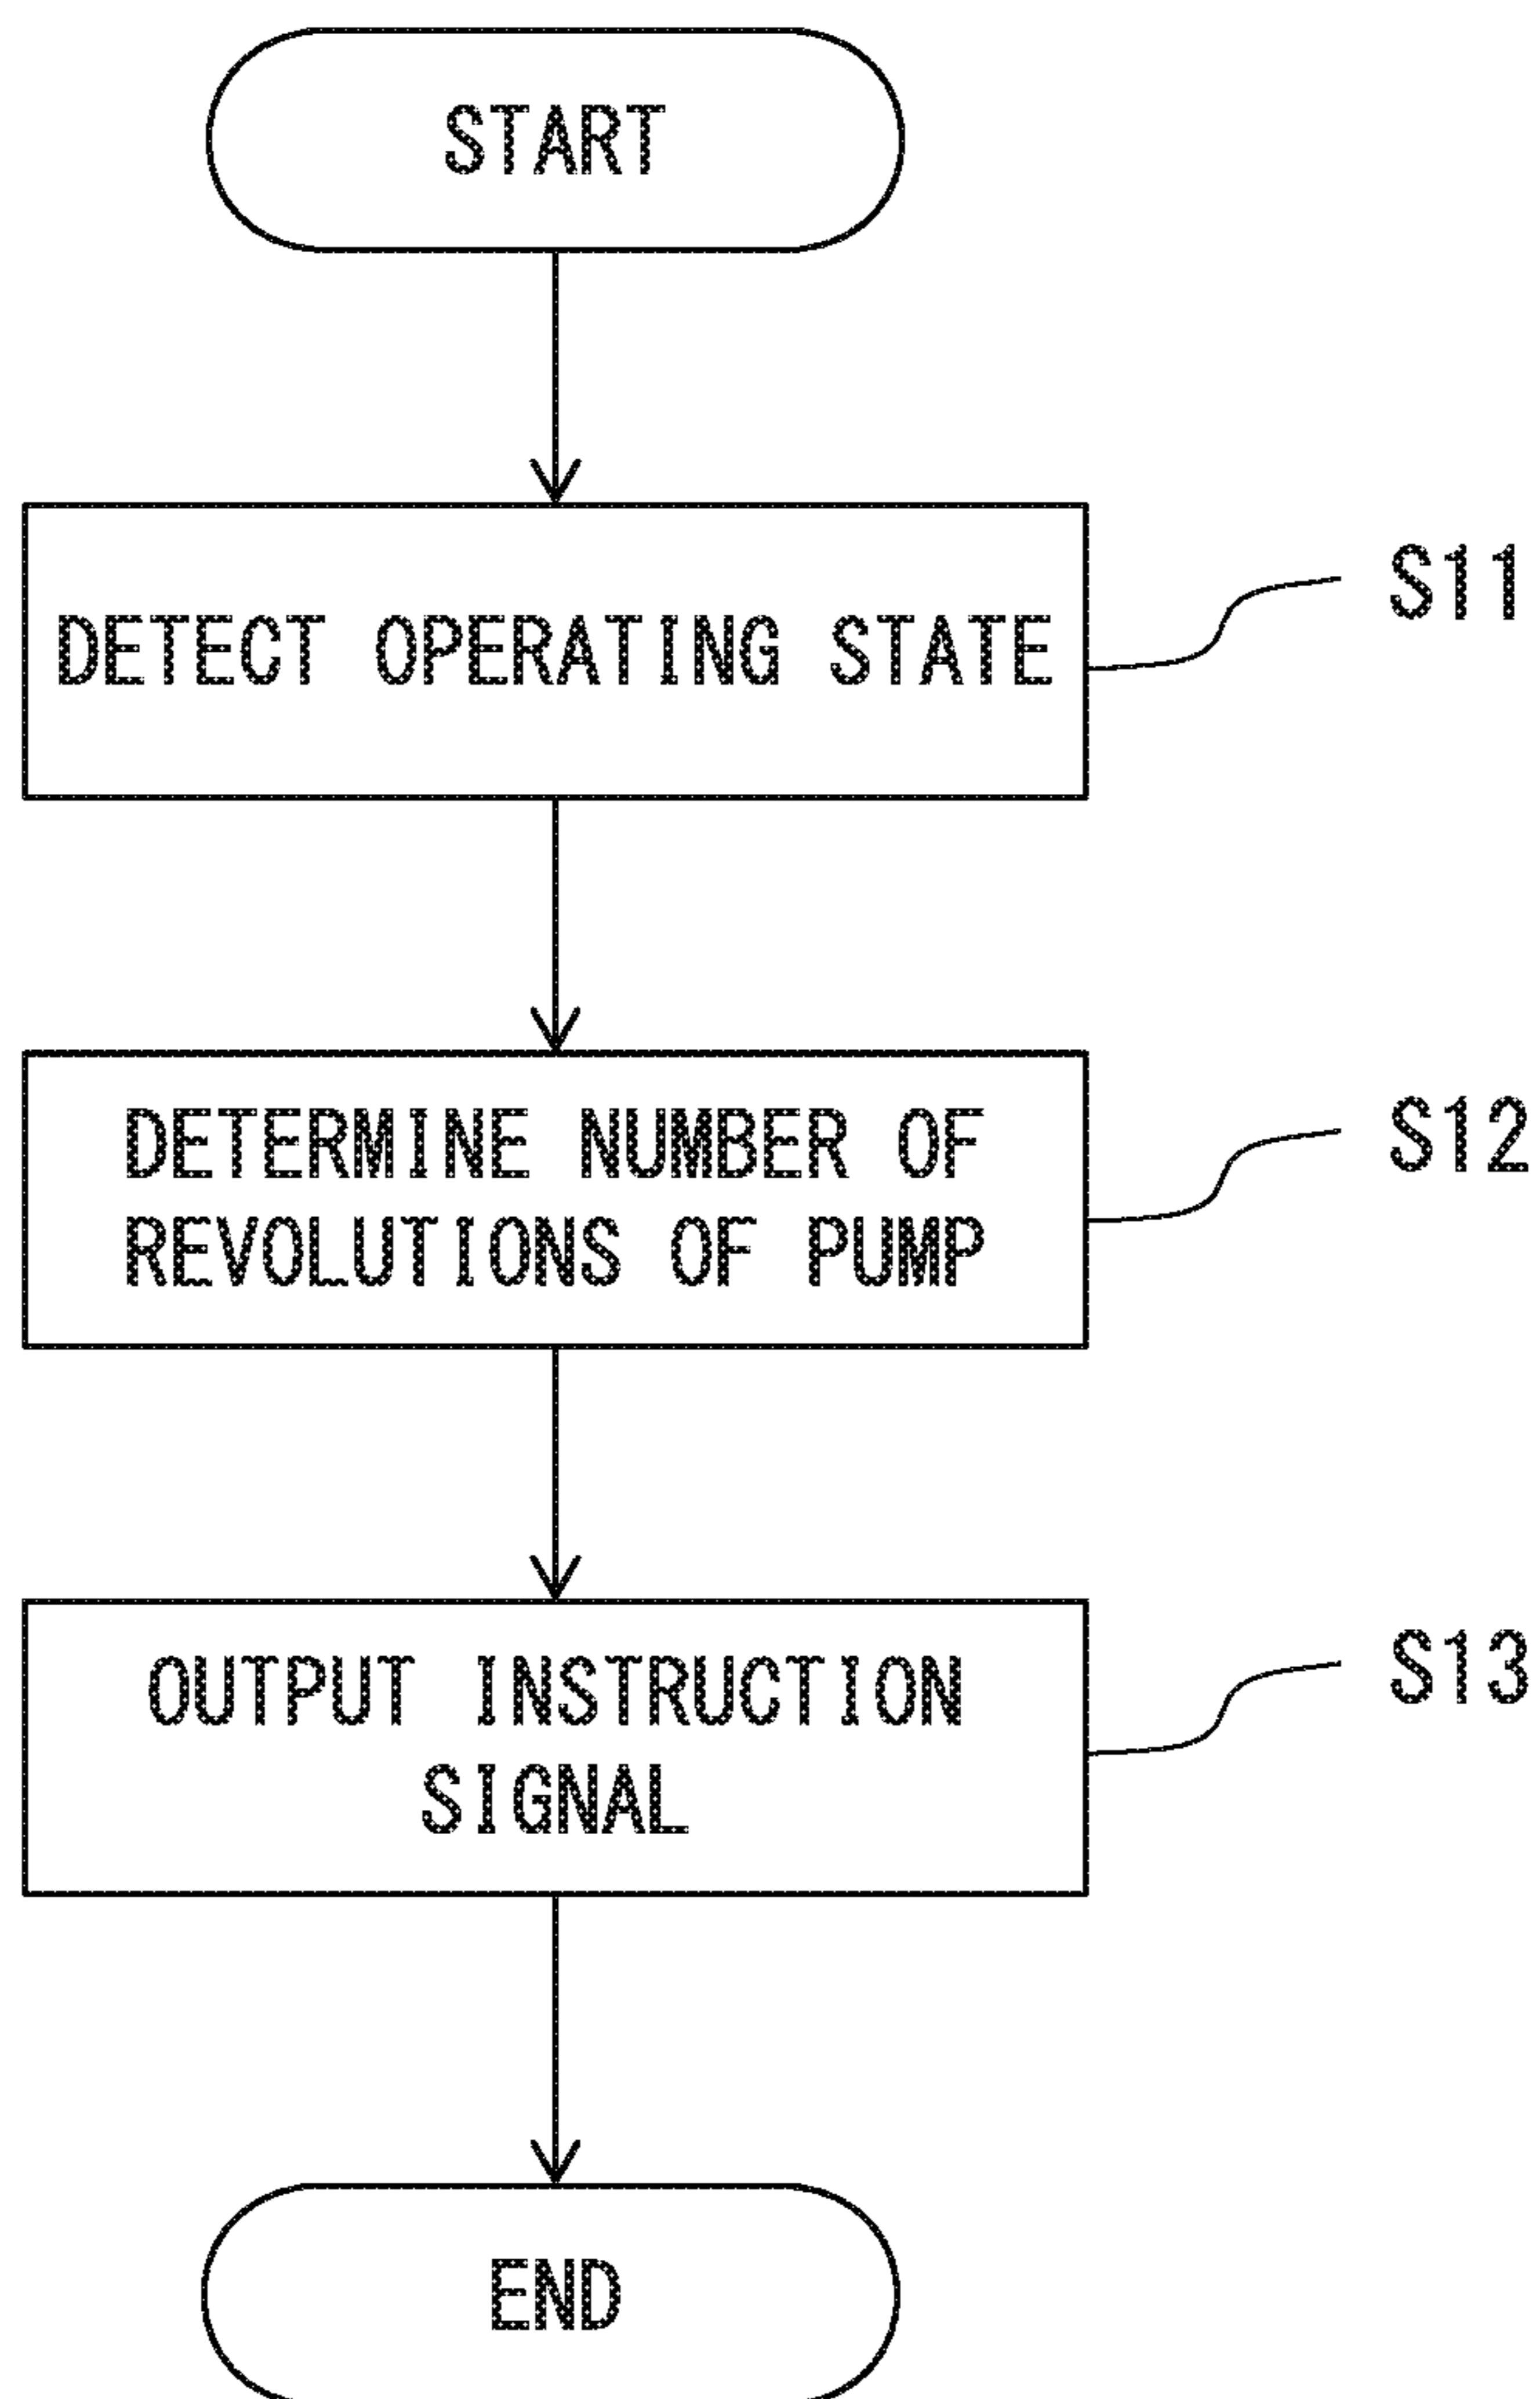 START
DETECT OPERATING STATE
S11
DETERMINE NUMBER OF
REVOLUTIONS OF PUMP
S12
OUTPUT INSTRUCTION
SIGNAL
S13
END